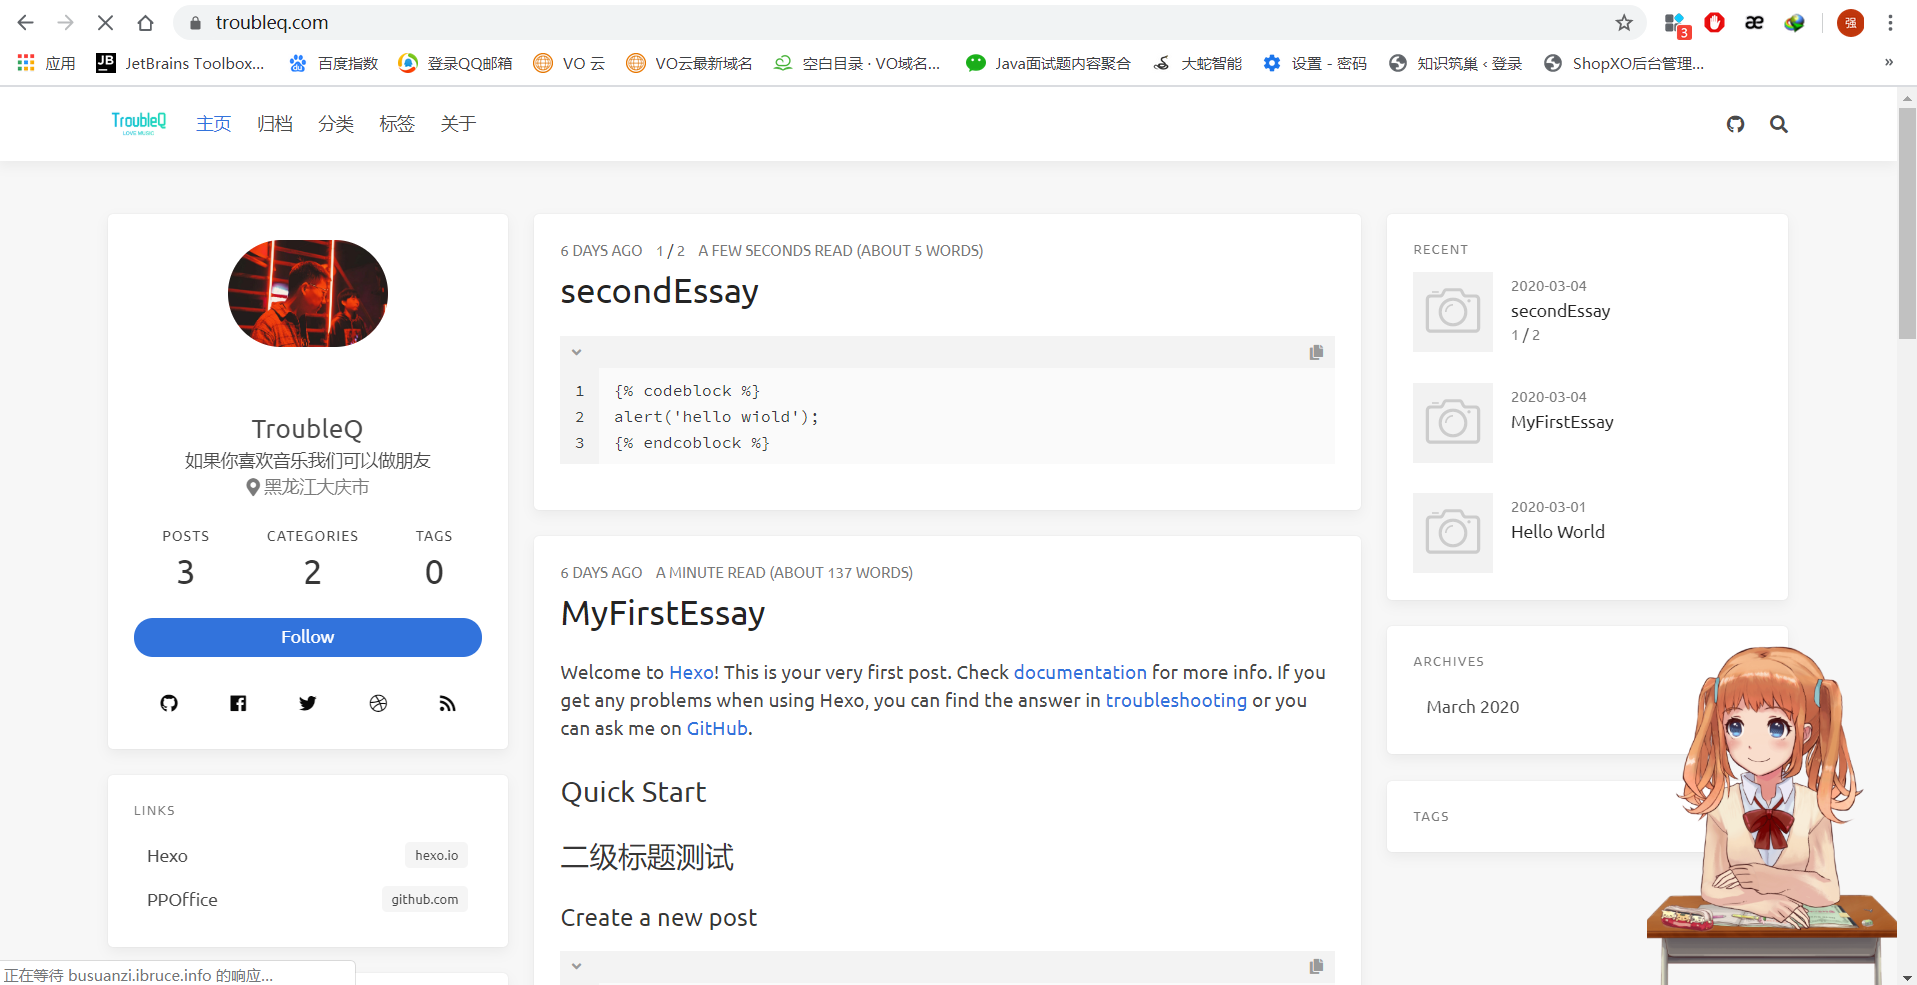 troubleq.com
3
强
应用
JetBrains Toolbox...
百度指数
登录QQ邮箱
VO 云
VO云最新域名
空白目录 · VO域名...
Java面试题内容聚合
大蛇智能
设置 - 密码
知识筑巢 ‹ 登录
ShopXO后台管理...
»
TroubleQ
LOVE MUSIC
主页
归档
分类
标签
关于
TroubleQ
如果你喜欢音乐我们可以做朋友
黑龙江大庆市
POSTS CATEGORIES TAGS
3 2 0
Follow
LINKS
Hexo hexo.io
PPOffice github.com
正在等待 busuanzi.ibruce.info 的响应...
6 DAYS AGO 1 / 2 A FEW SECONDS READ (ABOUT 5 WORDS)
secondEssay
1 {% codeblock %}
2 alert('hello wiold');
3 {% endcoblock %}
6 DAYS AGO A MINUTE READ (ABOUT 137 WORDS)
MyFirstEssay
Welcome to Hexo! This is your very first post. Check documentation for more info. If you
get any problems when using Hexo, you can find the answer in troubleshooting or you
can ask me on GitHub.
Quick Start
二级标题测试
Create a new post
RECENT
2020-03-04
secondEssay
1 / 2
2020-03-04
MyFirstEssay
2020-03-01
Hello World
ARCHIVES
March 2020
TAGS